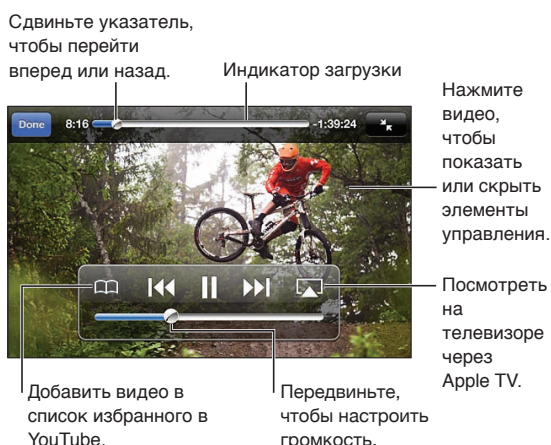 Сдвиньте указатель,
чтобы перейти
вперед или назад.
Индикатор загрузки
Done 8:16 -1:39:24
Нажмите
видео,
чтобы
показать
или скрыть
элементы
управления.
Посмотреть
на
телевизоре
через
Apple TV.
Добавить видео в
список избранного в
YouTube.
Передвиньте,
чтобы настроить
громкость.